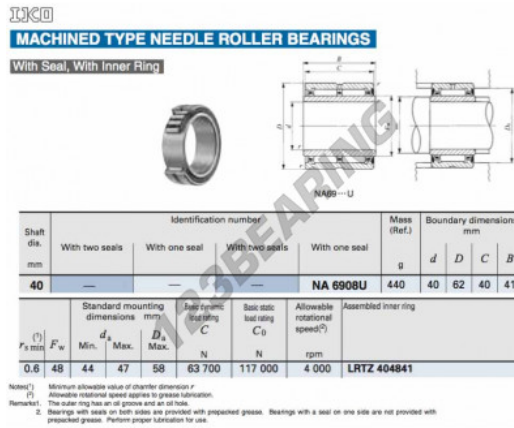 IKO
MACHINED TYPE NEEDLE ROLLER BEARINGS
With Seal, With Inner Ring
B
C
r
r
D
d
NA69···U
123BEARING
Shaft dia. mm
Identification number
With two seals
With one seal
With two seals
With one seal
Mass (Ref.) g
Boundary dimensions mm
d D C B
40 — — — NA 6908U 440 40 62 40 41
(1) rs min
Fw
Standard mounting dimensions mm
da
Min. Max.
Da
Max.
Basic dynamic load rating C N
Basic static load rating C0 N
Allowable rotational speed(2) rpm
Assembled inner ring
0.6 48 44 47 58 63 700 117 000 4 000 LRTZ 404841
Notes(1) Minimum allowable value of chamfer dimension r
(2) Allowable rotational speed applies to grease lubrication.
Remarks1. The outer ring has an oil groove and an oil hole.
2. Bearings with seals on both sides are provided with prepacked grease. Bearings with a seal on one side are not provided with
prepacked grease. Perform proper lubrication for use.